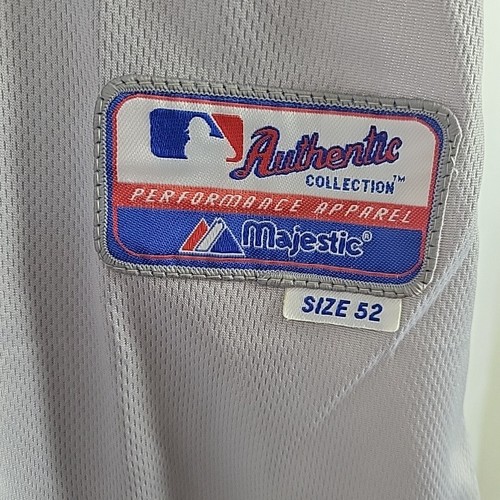 Authentic
COLLECTION™
PERFORMANCE APPAREL
Majestic®
SIZE 52